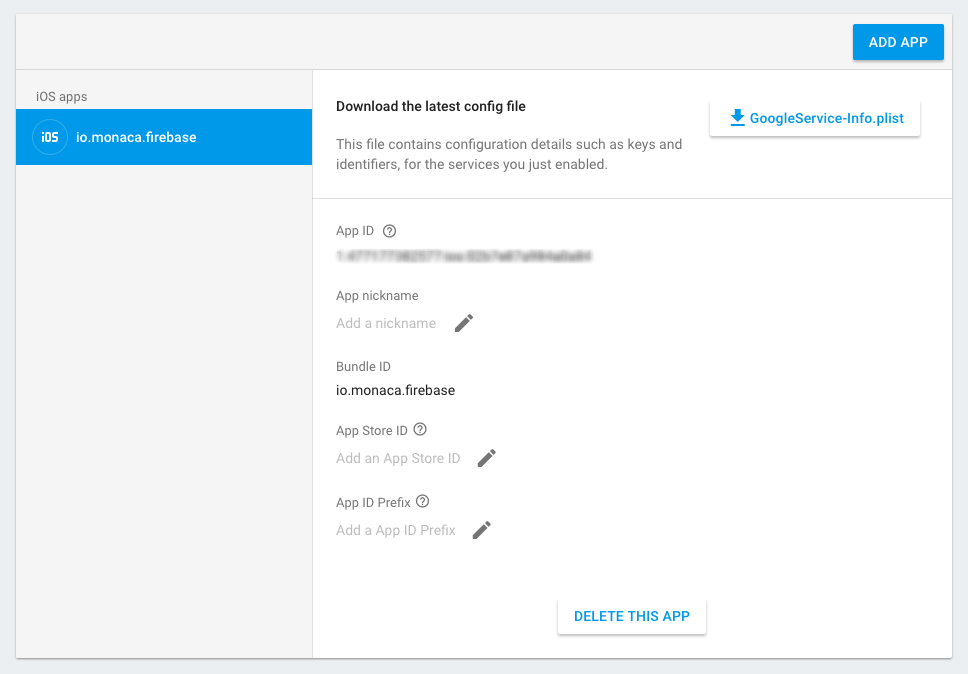 ADD APP
iOS apps
iOS
io.monaca.firebase
Download the latest config file
GoogleService-Info.plist
This file contains configuration details such as keys and
identifiers, for the services you just enabled.
App ID
App nickname
Add a nickname
Bundle ID
io.monaca.firebase
App Store ID
Add an App Store ID
App ID Prefix
Add a App ID Prefix
DELETE THIS APP